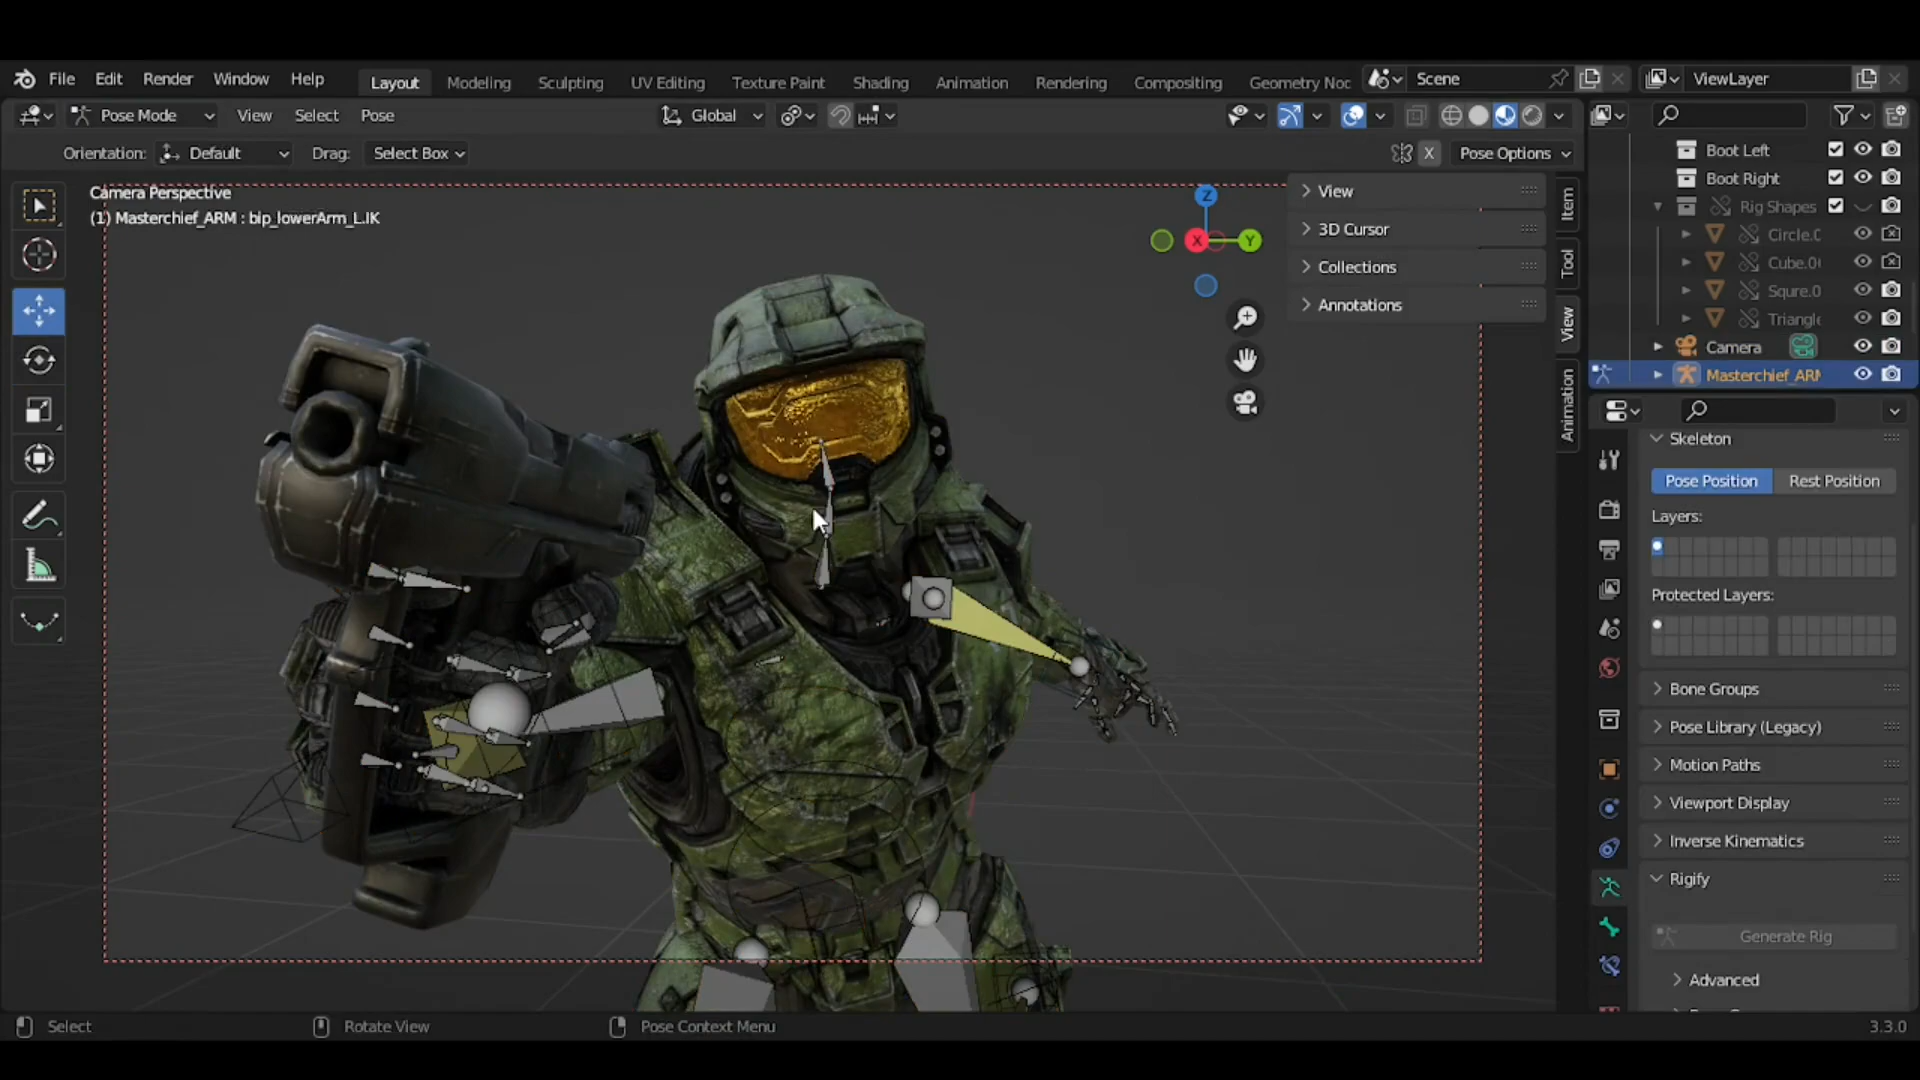 File Edit Render Window Help Layout Modeling Sculpting UV Editing Texture Paint Shading Animation Rendering Compositing Geometry Noc Scene ViewLayer
Pose Mode View Select Pose Global
Orientation: Default Drag: Select Box X Pose Options
Camera Perspective
(1) Masterchief_ARM : bip_lowerArm_L.IK
Z
X
Y
View
3D Cursor
Collections
Annotations
Item
Tool
View
Animation
Boot Left
Boot Right
Rig Shapes
Circle.0
Cube.0
Squre.0
Triangle
Camera
Masterchief_ARM
Skeleton
Pose Position Rest Position
Layers:
Protected Layers:
Bone Groups
Pose Library (Legacy)
Motion Paths
Viewport Display
Inverse Kinematics
Rigify
Generate Rig
Advanced
Select Rotate View Pose Context Menu 3.3.0